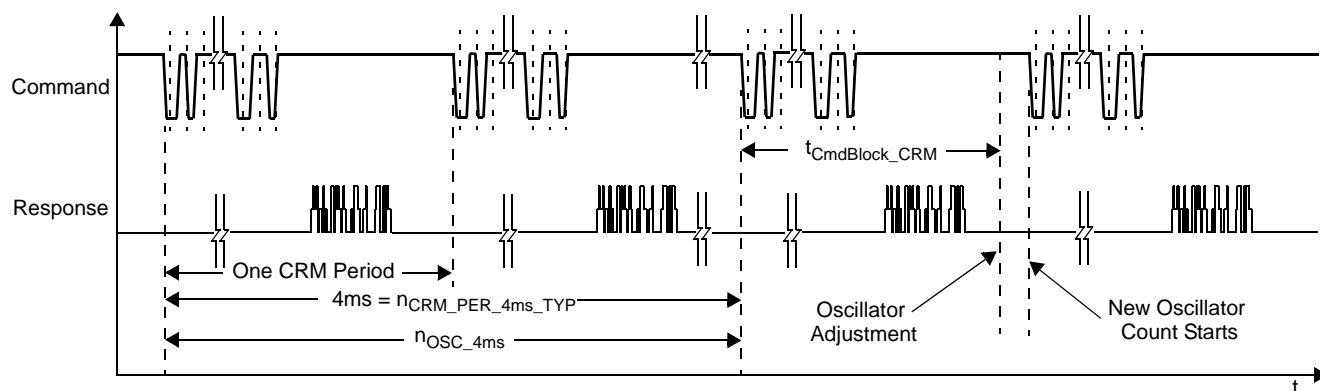 Command
t_CmdBlock_CRM
Response
One CRM Period
4ms = n_CRM_PER_4ms_TYP
n_OSC_4ms
Oscillator
Adjustment
New Oscillator
Count Starts
t